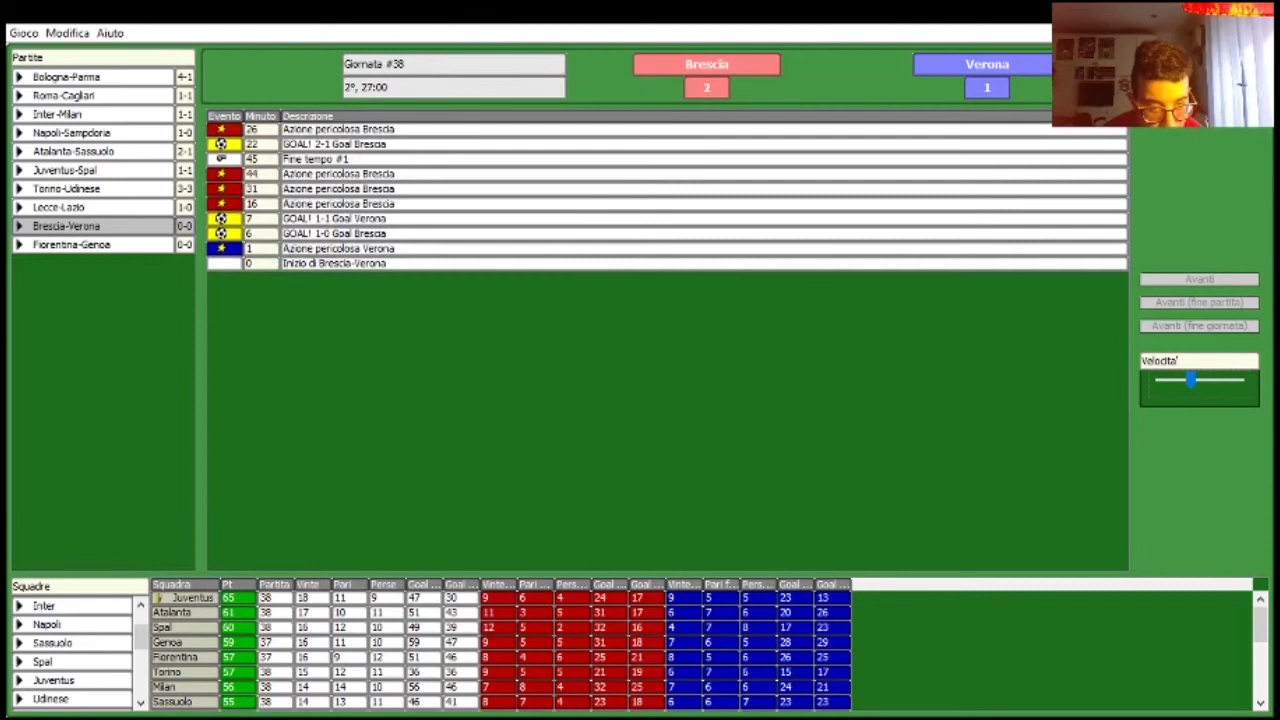 Gioco Modifica Aiuto
Partite
Bologna-Parma 4-1
Roma-Cagliari 1-1
Inter-Milan 1-1
Napoli-Sampdoria 1-0
Atalanta-Sassuolo 2-1
Juventus-Spal 1-1
Torino-Udinese 3-3
Lecce-Lazio 1-0
Brescia-Verona 0-0
Fiorentina-Genoa 0-0
Giornata #38
2°, 27:00
Brescia Verona
2 1
Evento Minuto Descrizione
26 Azione pericolosa Brescia
22 GOAL! 2-1 Goal Brescia
45 Fine tempo #1
44 Azione pericolosa Brescia
31 Azione pericolosa Brescia
16 Azione pericolosa Brescia
7 GOAL! 1-1 Goal Verona
6 GOAL! 1-0 Goal Brescia
1 Azione pericolosa Verona
0 Inizio di Brescia-Verona
Avanti
Avanti (fine partita)
Avanti (fine giornata)
Velocita'
Squadre
Inter
Napoli
Sassuolo
Spal
Juventus
Udinese
Squadra Pt Partita Vinte Pari Perse Goal ... Goal ... Vinte... Pari ... Pers... Goal ... Goal ... Vinte... Pari f... Pers... Goal ... Goal ...
Juventus 65 38 18 11 9 47 30 9 6 4 24 17 9 5 5 23 13
Atalanta 61 38 17 10 11 51 43 11 3 5 31 17 6 7 6 20 26
Spal 60 38 16 12 10 49 39 12 5 2 32 16 4 7 8 17 23
Genoa 59 37 16 11 10 59 47 9 5 5 31 18 7 6 5 28 29
Fiorentina 57 37 16 9 12 51 46 8 4 6 25 21 8 5 6 26 25
Torino 57 38 15 12 11 36 36 9 5 5 21 19 6 7 6 15 17
Milan 56 38 14 14 10 56 46 7 8 4 32 25 7 6 6 24 21
Sassuolo 55 38 14 13 11 46 41 8 7 4 23 18 6 6 7 23 23